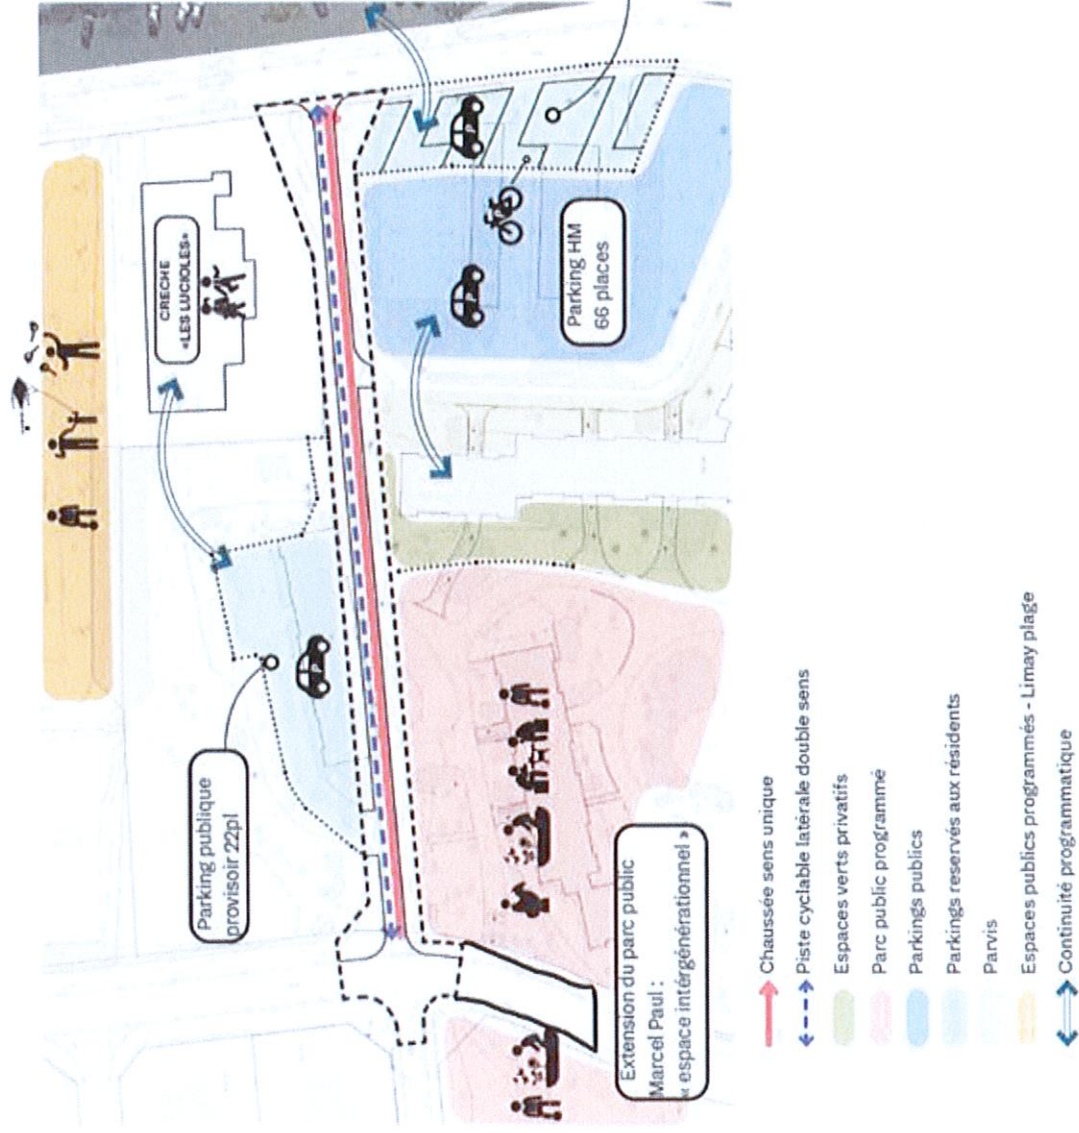 CRECHE
«LES LUCIOLES»
Parking HM
66 places
Parking publique
provisoir 22pl
Extension du parc public
Marcel Paul :
« espace intérgénérationnel »
Chaussée sens unique
Piste cyclable latérale double sens
Espaces verts privatifs
Parc public programmé
Parkings publics
Parkings reservés aux résidents
Parvis
Espaces publics programmés - Limay plage
Continuité programmatique